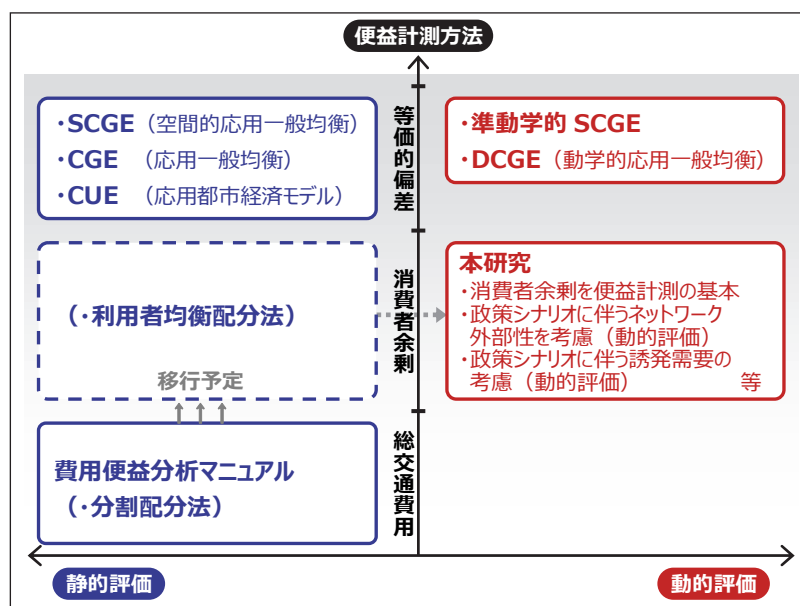 便益計測方法
・SCGE（空間的応用一般均衡）
・CGE（応用一般均衡）
・CUE（応用都市経済モデル）
等価的偏差
・準動学的 SCGE
・DCGE（動学的応用一般均衡）
（・利用者均衡配分法）
移行予定
消費者余剰
本研究
・消費者余剰を便益計測の基本
・政策シナリオに伴うネットワーク
外部性を考慮（動的評価）
・政策シナリオに伴う誘発需要の
考慮（動的評価） 等
費用便益分析マニュアル
（・分割配分法）
総交通費用
静的評価
動的評価